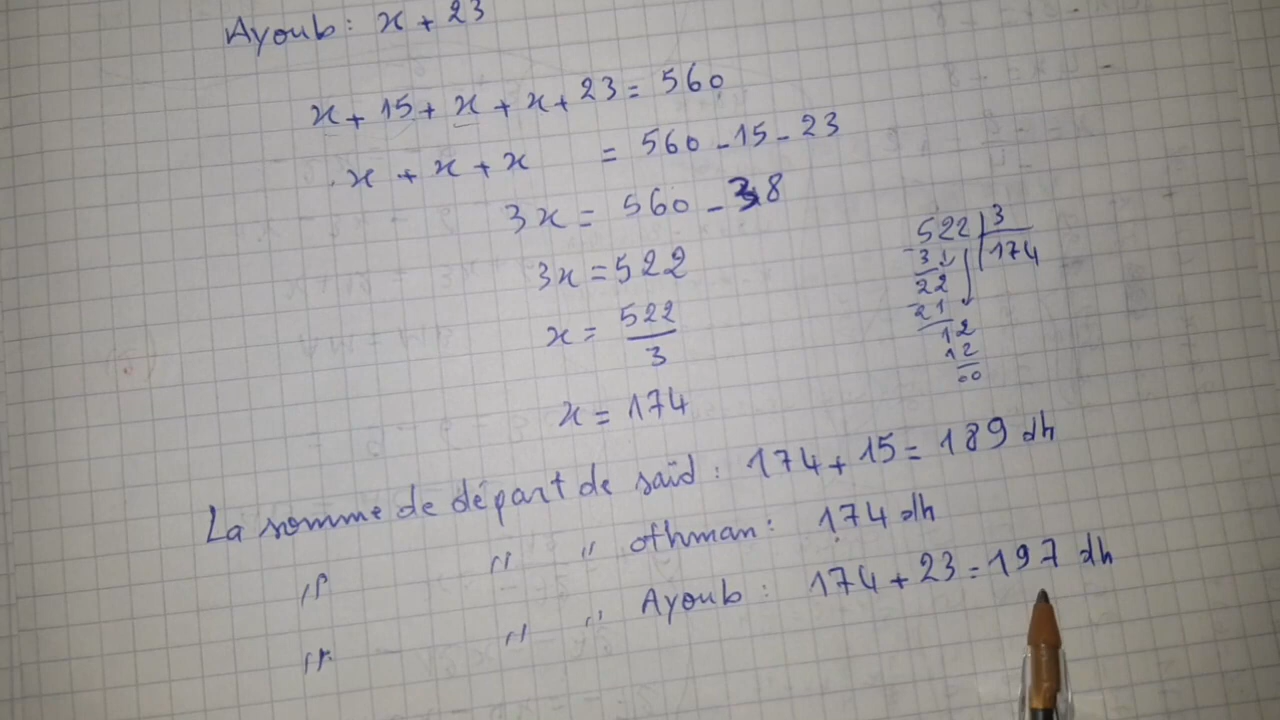 Ayoub: x + 23
x + 15 + x + x + 23 = 560
x + x + x = 560 - 15 - 23
3x = 560 - 38
3x = 522
x = 522/3
x = 174
522 | 3
- 3 174
22
- 21
12
12
00
La somme de départ de saïd : 174 + 15 = 189 dh
" " " othman : 174 dh
" " " Ayoub : 174 + 23 = 197 dh